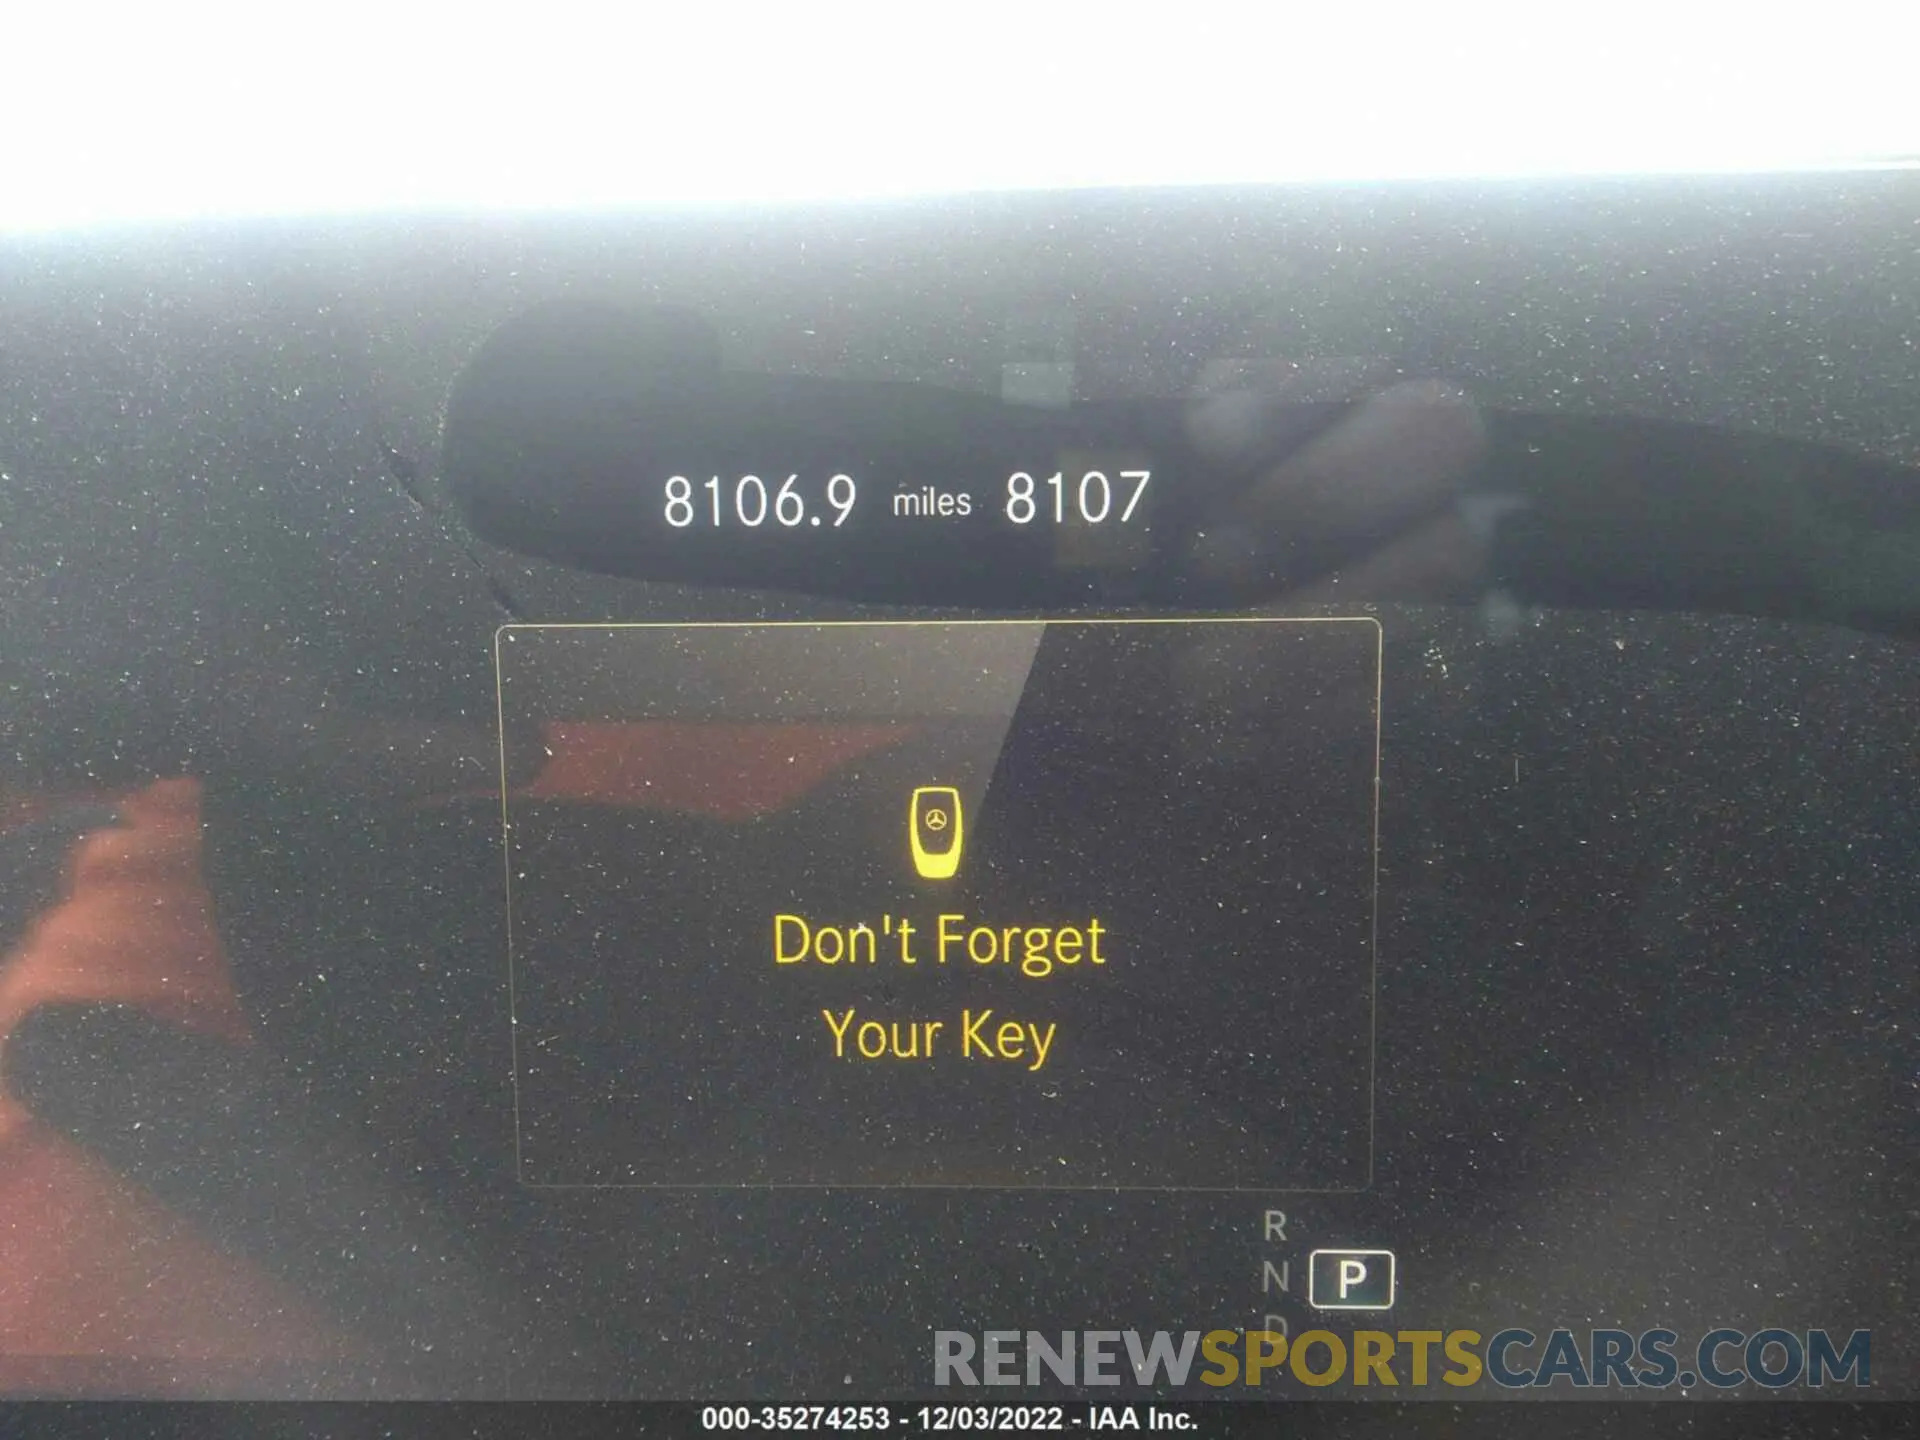 8106.9 miles 8107
Don't Forget
Your Key
R
N P
D
RENEWSPORTSCARS.COM
000-35274253 - 12/03/2022 - IAA Inc.